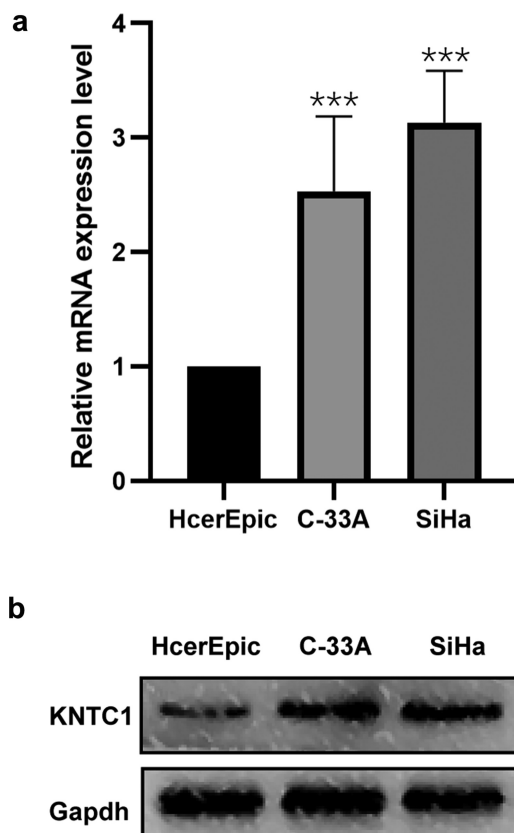 a
Relative mRNA expression level
4
3
2
1
0
***
***
HcerEpic C-33A SiHa
b
HcerEpic C-33A SiHa
KNTC1
Gapdh